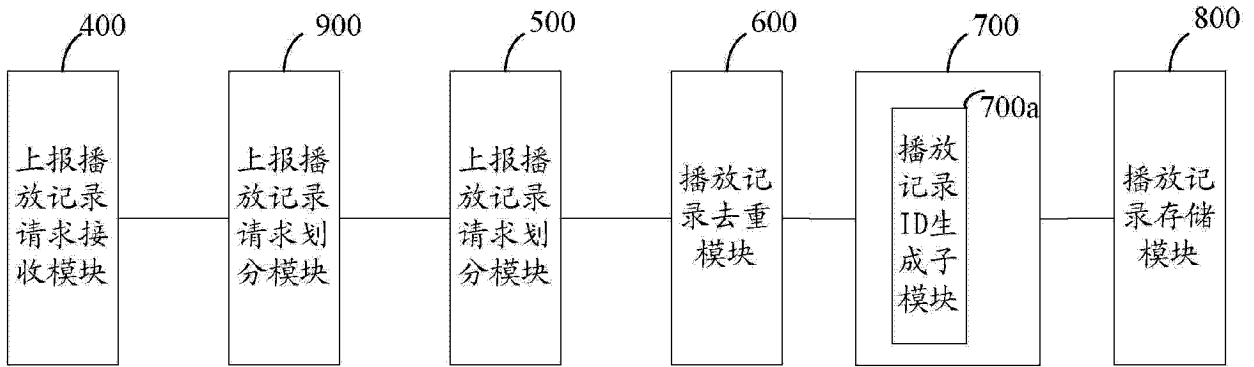 400
900
500
600
700
800
700a
上报播
放记录
请求接
收模块
上报播
放记录
请求划
分模块
上报播
放记录
请求划
分模块
播放记
录去重
模块
播放
记录
ID生
成子
模块
播放记
录存储
模块